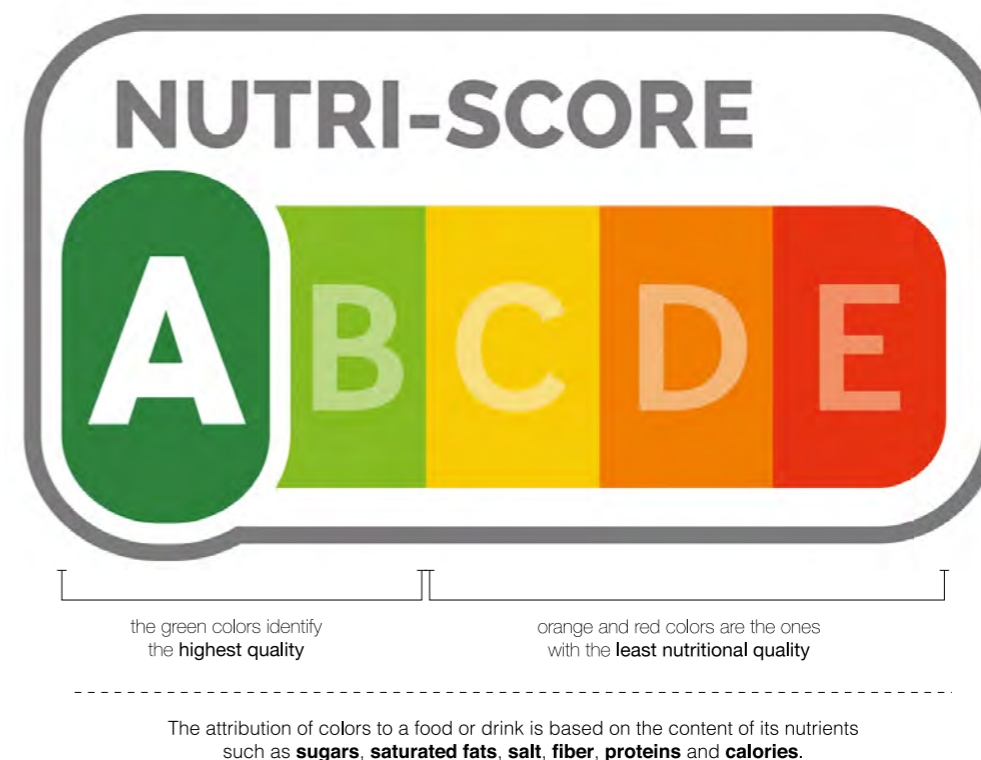 NUTRI-SCORE
A B C D E
the green colors identify
the highest quality
orange and red colors are the ones
with the least nutritional quality
The attribution of colors to a food or drink is based on the content of its nutrients
such as sugars, saturated fats, salt, fiber, proteins and calories.